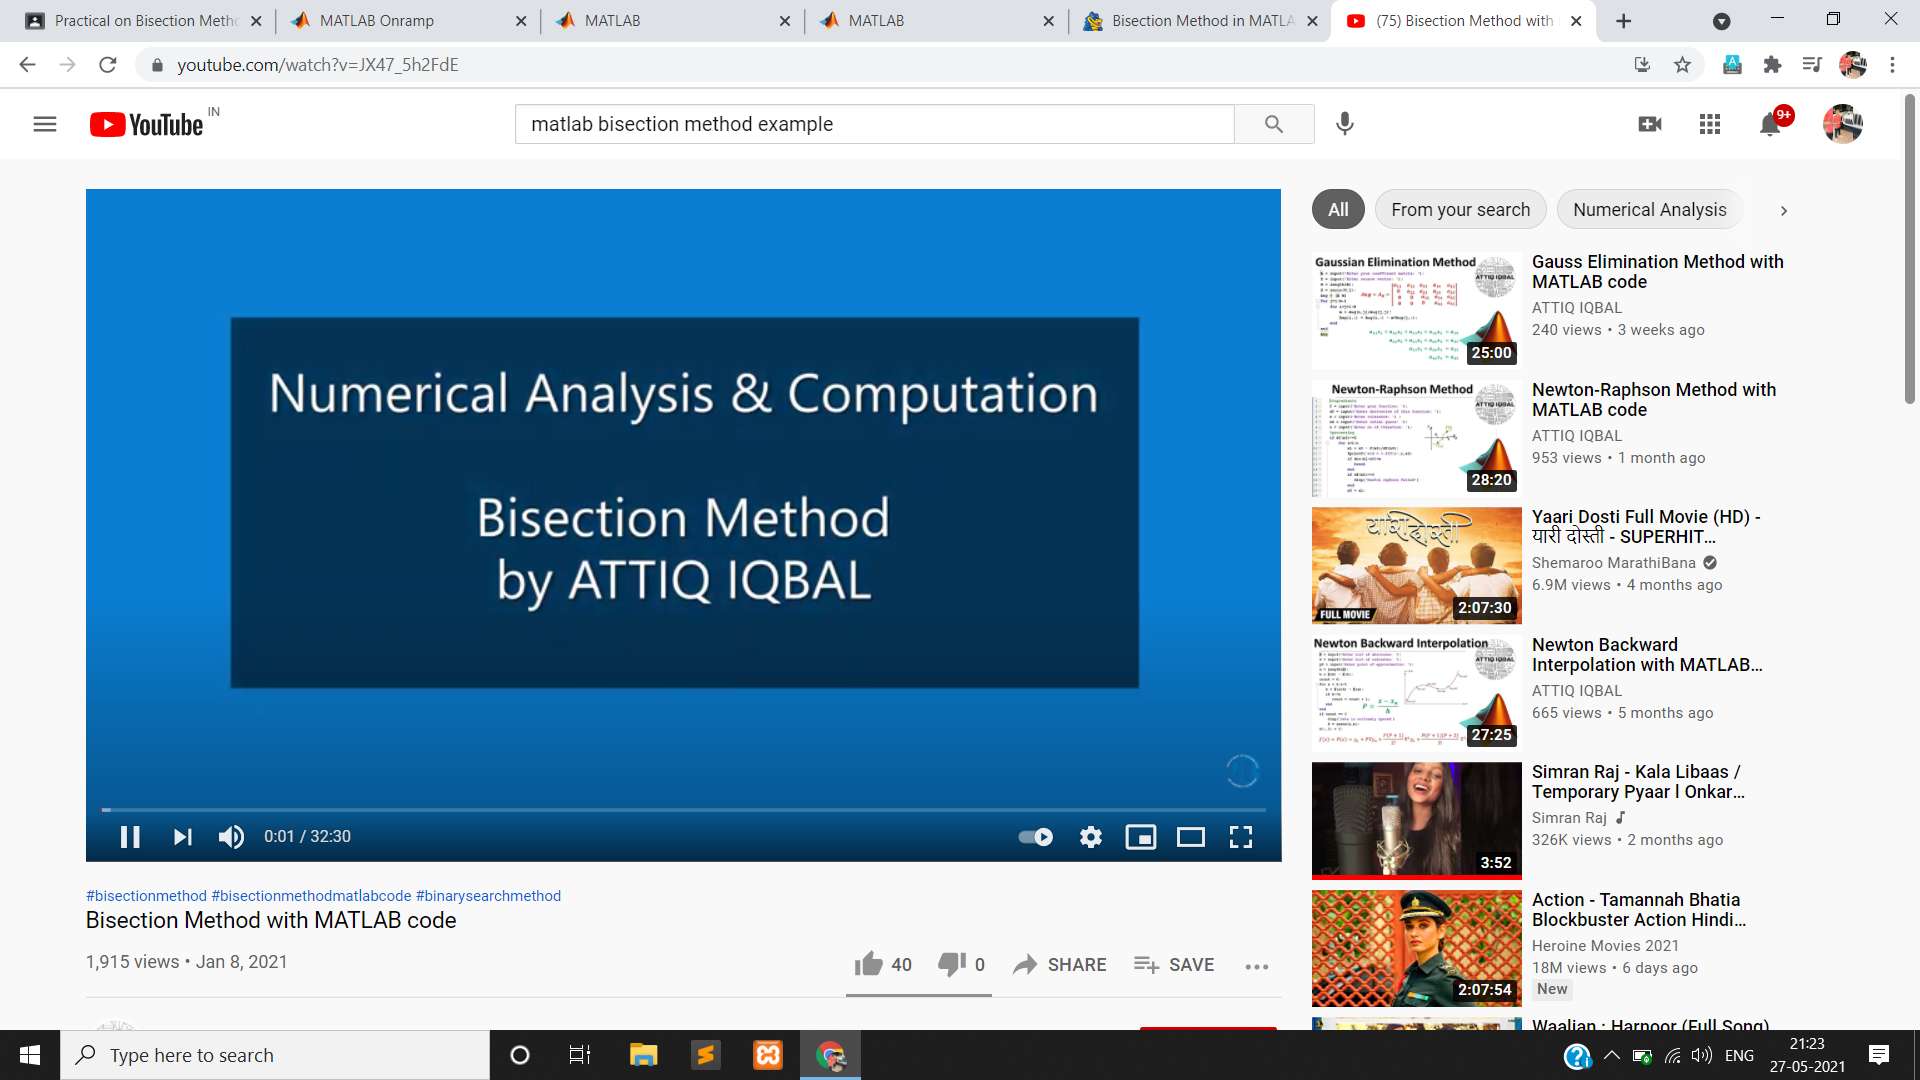 Practical on Bisection Metho
MATLAB Onramp
MATLAB
MATLAB
Bisection Method in MATLA
(75) Bisection Method with
youtube.com/watch?v=JX47_5h2FdE
YouTube IN
matlab bisection method example
9+
Numerical Analysis & Computation
Bisection Method
by ATTIQ IQBAL
0:01 / 32:30
#bisectionmethod #bisectionmethodmatlabcode #binarysearchmethod
Bisection Method with MATLAB code
1,915 views • Jan 8, 2021
40
0
SHARE
SAVE
All
From your search
Numerical Analysis
Gaussian Elimination Method
ATTIQ IQBAL
25:00
Gauss Elimination Method with
MATLAB code
ATTIQ IQBAL
240 views • 3 weeks ago
Newton-Raphson Method
ATTIQ IQBAL
28:20
Newton-Raphson Method with
MATLAB code
ATTIQ IQBAL
953 views • 1 month ago
यारी दोस्ती
FULL MOVIE
2:07:30
Yaari Dosti Full Movie (HD) -
यारी दोस्ती - SUPERHIT...
Shemaroo MarathiBana
6.9M views • 4 months ago
Newton Backward Interpolation
ATTIQ IQBAL
27:25
Newton Backward
Interpolation with MATLAB...
ATTIQ IQBAL
665 views • 5 months ago
3:52
Simran Raj - Kala Libaas /
Temporary Pyaar l Onkar...
Simran Raj
326K views • 2 months ago
2:07:54
Action - Tamannah Bhatia
Blockbuster Action Hindi...
Heroine Movies 2021
18M views • 6 days ago
New
Waalian : Harnoor (Full Song)
Type here to search
ENG
21:23
27-05-2021